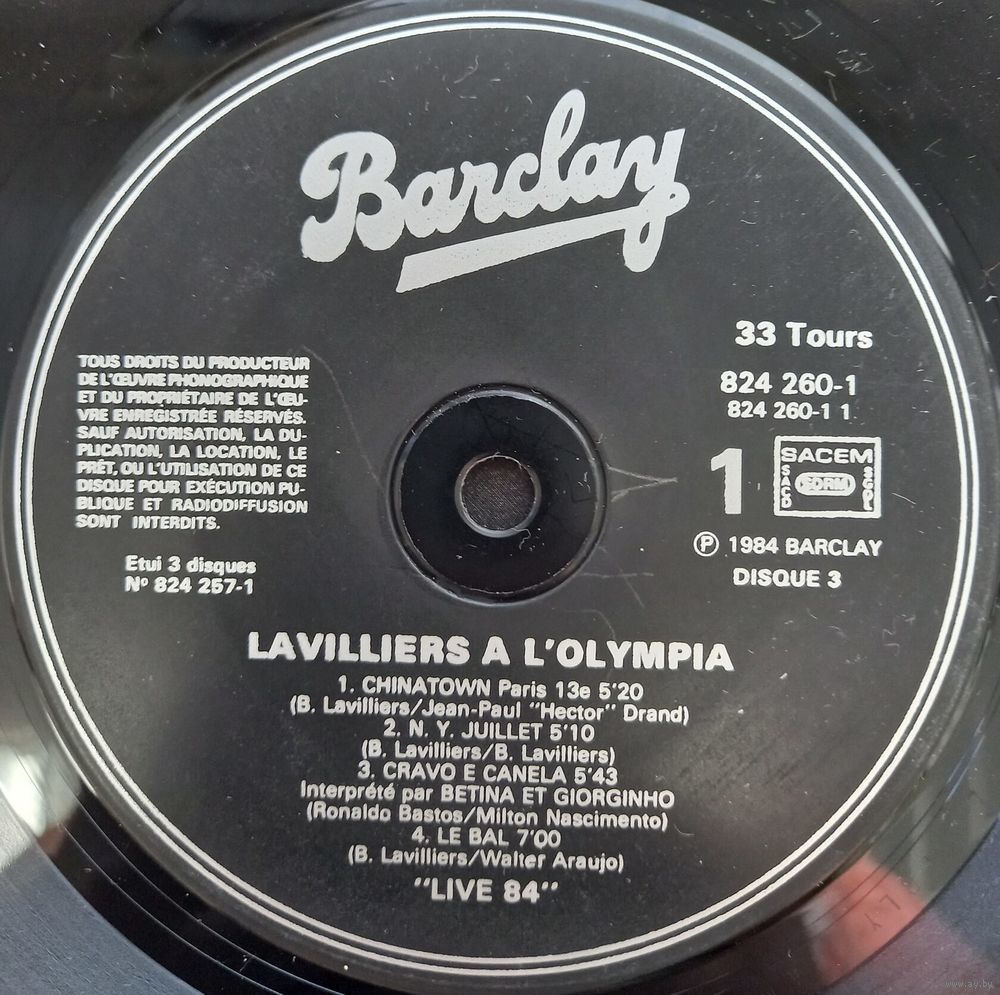 Barclay
33 Tours
824 260-1
824 260-1 1
TOUS DROITS DU PRODUCTEUR
DE L'ŒUVRE PHONOGRAPHIQUE
ET DU PROPRIÉTAIRE DE L'ŒU-
VRE ENREGISTRÉE RÉSERVÉS.
SAUF AUTORISATION, LA DU-
PLICATION, LA LOCATION, LE
PRÊT, OU L'UTILISATION DE CE
DISQUE POUR EXÉCUTION PU-
BLIQUE ET RADIODIFFUSION
SONT INTERDITS.
Etui 3 disques
Nº 824 257-1
1
SACEM
SACD
SDRM
SGDL
Ⓟ 1984 BARCLAY
DISQUE 3
LAVILLIERS A L'OLYMPIA
1. CHINATOWN Paris 13e 5'20
(B. Lavilliers/Jean-Paul "Hector" Drand)
2. N. Y. JUILLET 5'10
(B. Lavilliers/B. Lavilliers)
3. CRAVO E CANELA 5'43
Interprété par BETINA ET GIORGINHO
(Ronaldo Bastos/Milton Nascimento)
4. LE BAL 7'00
(B. Lavilliers/Walter Araujo)
"LIVE 84"
www.ay.by